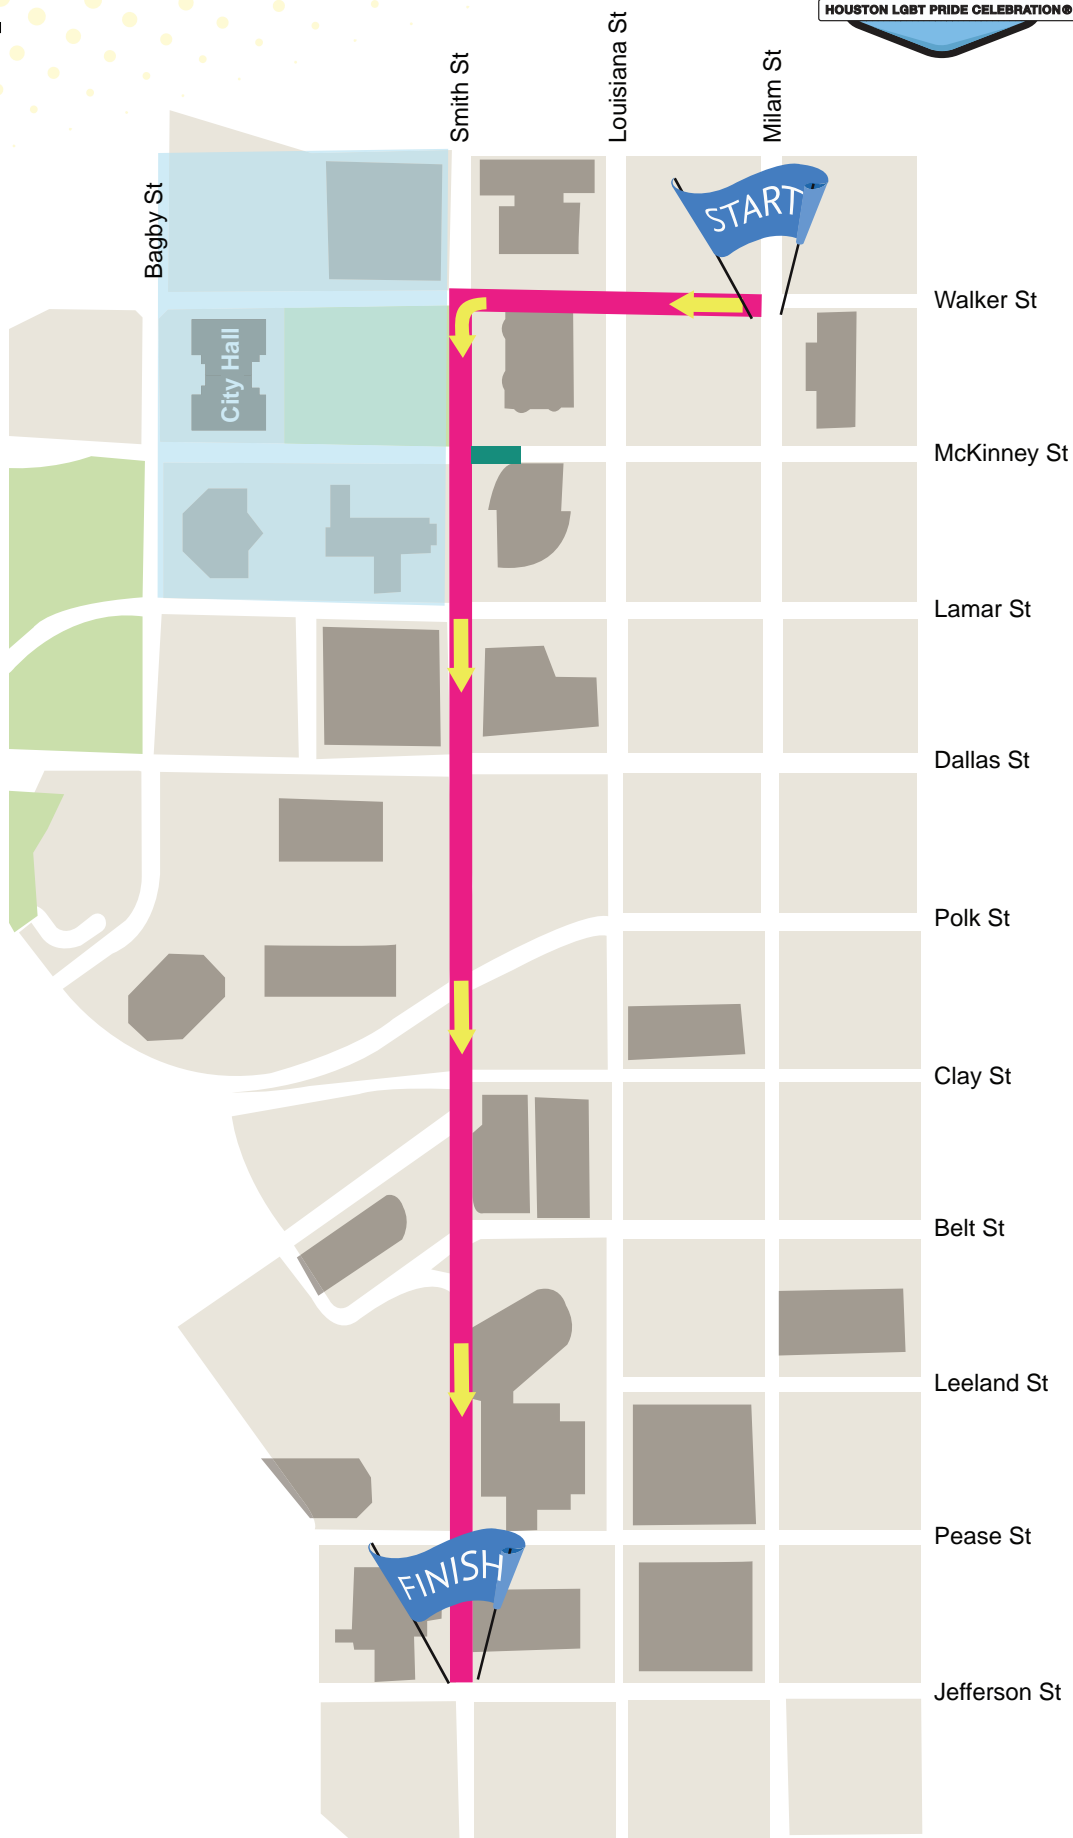 HOUSTON LGBT PRIDE CELEBRATION®
Smith St
Louisiana St
Milam St
Bagby St
START
Walker St
City Hall
McKinney St
Lamar St
Dallas St
Polk St
Clay St
Belt St
Leeland St
Pease St
FINISH
Jefferson St